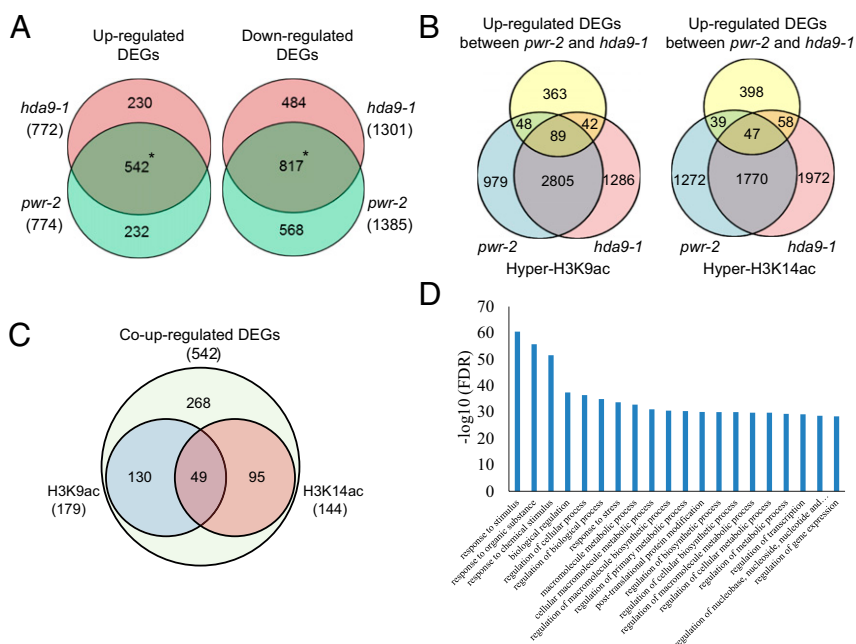 A
Up-regulated
DEGs
Down-regulated
DEGs
hda9-1
(772)
230
542*
pwr-2
(774)
232
484
hda9-1
(1301)
817*
pwr-2
(1385)
568
B
Up-regulated DEGs
between pwr-2 and hda9-1
363
48
42
89
979
2805
1286
pwr-2
hda9-1
Hyper-H3K9ac
Up-regulated DEGs
between pwr-2 and hda9-1
398
39
58
47
1272
1770
1972
pwr-2
hda9-1
Hyper-H3K14ac
C
Co-up-regulated DEGs
(542)
268
130
49
95
H3K9ac
(179)
H3K14ac
(144)
D
-log10 (FDR)
70
60
50
40
30
20
10
0
response to stimulus
response to organic substance
response to chemical stimulus
biological regulation
regulation of cellular process
regulation of biological process
response to stress
macromolecule metabolic process
cellular macromolecule metabolic process
regulation of macromolecule biosynthetic process
regulation of primary metabolic process
post-translational protein modification
regulation of biosynthetic process
regulation of cellular biosynthetic process
regulation of macromolecule metabolic process
regulation of cellular metabolic process
regulation of metabolic process
regulation of transcription
regulation of nucleobase, nucleoside, nucleotide and…
regulation of gene expression